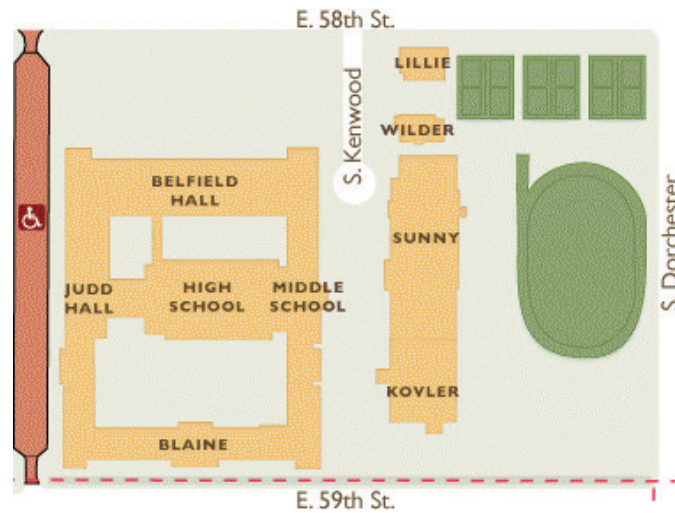 E. 58th St.
LILLIE
WILDER
S. Kenwood
BELFIELD
HALL
SUNNY
S. Dorchester
JUDD
HALL
HIGH
SCHOOL
MIDDLE
SCHOOL
KOVLER
BLAINE
E. 59th St.